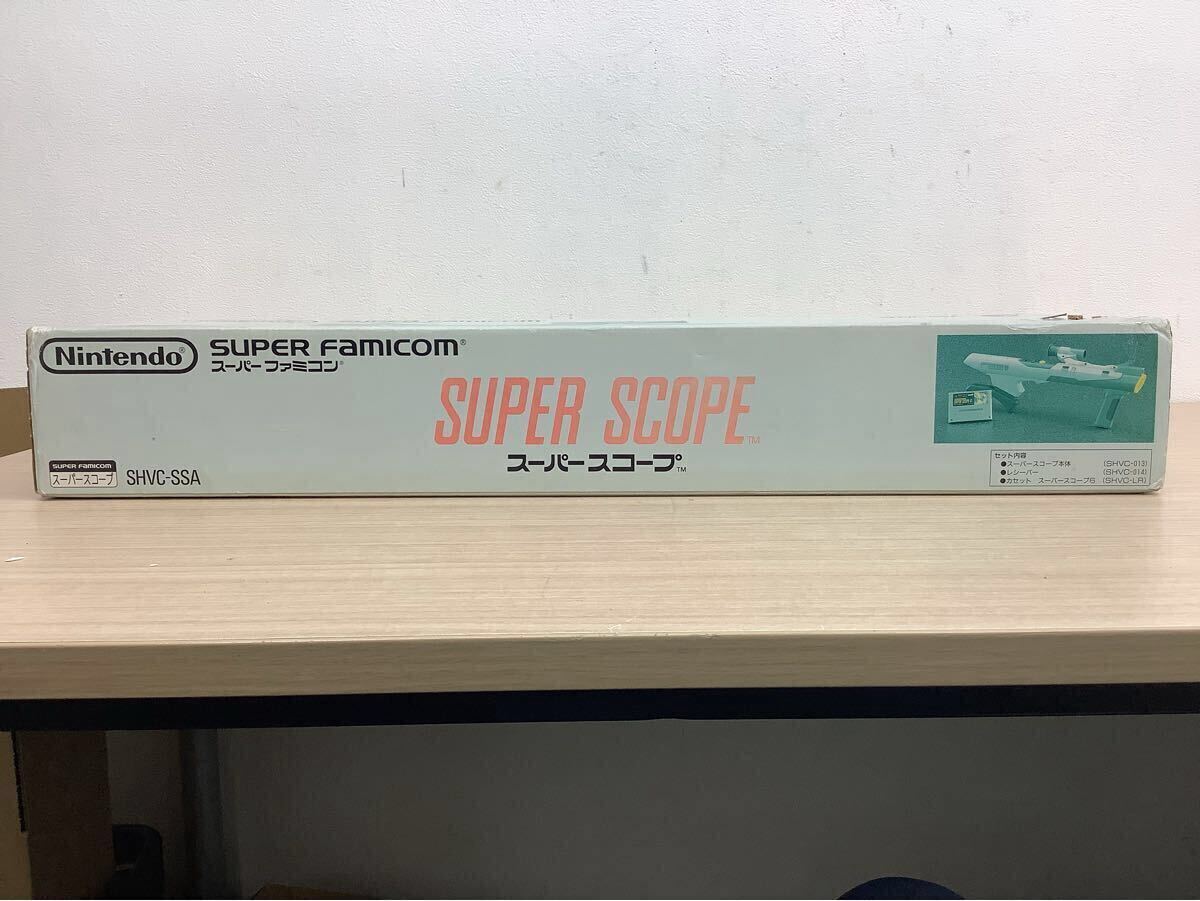 Nintendo®
SUPER FAMICOM®
スーパーファミコン®
SUPER SCOPE™
スーパースコープ™
SUPER FAMICOM
スーパースコープ
SHVC-SSA
セット内容
●スーパースコープ本体 (SHVC-013)
●レシーバー (SHVC-014)
●カセット スーパースコープ6 (SHVC-LR)